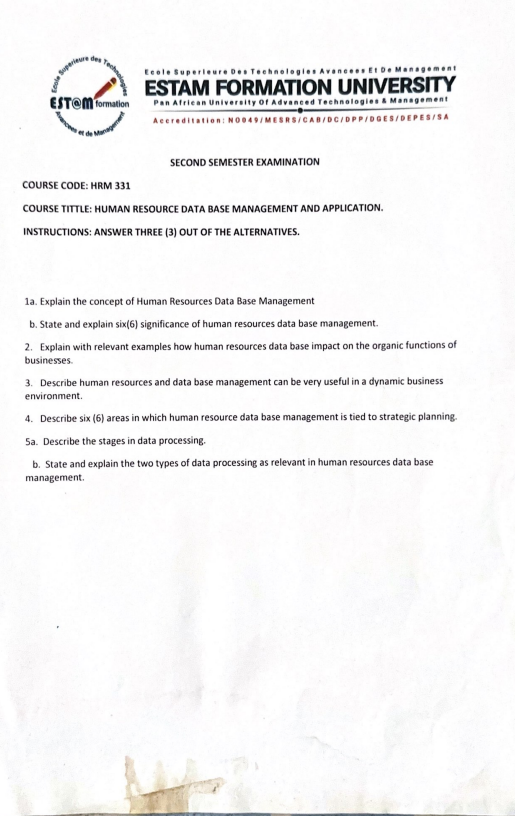 Ecole Superieure des Technologies
EST@M formation
Avancees et de Management
Ecole Superieure Des Technologies Avancees Et De Management
ESTAM FORMATION UNIVERSITY
Pan African University Of Advanced Technologies & Management
Accreditation: N0049/MESRS/CAB/DC/DPP/DGES/DEPES/SA
SECOND SEMESTER EXAMINATION
COURSE CODE: HRM 331
COURSE TITTLE: HUMAN RESOURCE DATA BASE MANAGEMENT AND APPLICATION.
INSTRUCTIONS: ANSWER THREE (3) OUT OF THE ALTERNATIVES.
1a. Explain the concept of Human Resources Data Base Management
b. State and explain six(6) significance of human resources data base management.
2. Explain with relevant examples how human resources data base impact on the organic functions of
businesses.
3. Describe human resources and data base management can be very useful in a dynamic business
environment.
4. Describe six (6) areas in which human resource data base management is tied to strategic planning.
5a. Describe the stages in data processing.
b. State and explain the two types of data processing as relevant in human resources data base
management.